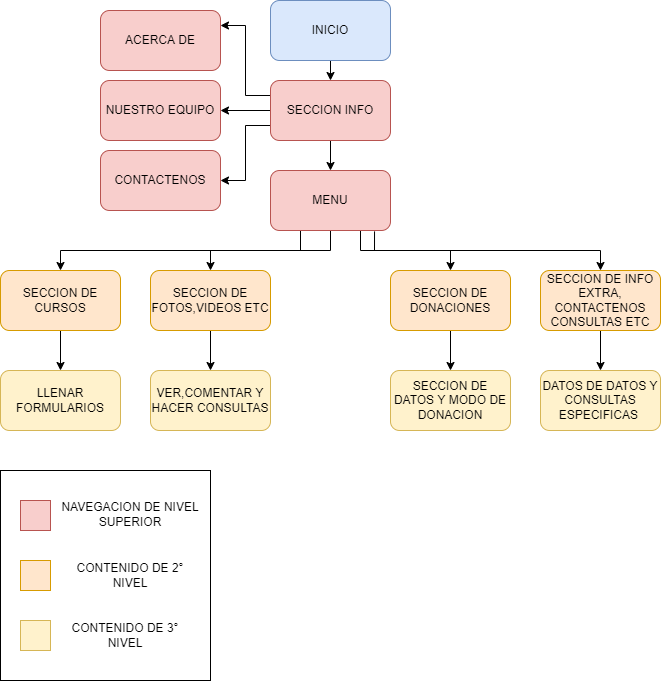 INICIO
ACERCA DE
NUESTRO EQUIPO
SECCION INFO
CONTACTENOS
MENU
SECCION DE
CURSOS
SECCION DE
FOTOS,VIDEOS ETC
SECCION DE
DONACIONES
SECCION DE INFO
EXTRA,
CONTACTENOS
CONSULTAS ETC
LLENAR
FORMULARIOS
VER,COMENTAR Y
HACER CONSULTAS
SECCION DE
DATOS Y MODO DE
DONACION
DATOS DE DATOS Y
CONSULTAS
ESPECIFICAS
NAVEGACION DE NIVEL
SUPERIOR
CONTENIDO DE 2°
NIVEL
CONTENIDO DE 3°
NIVEL